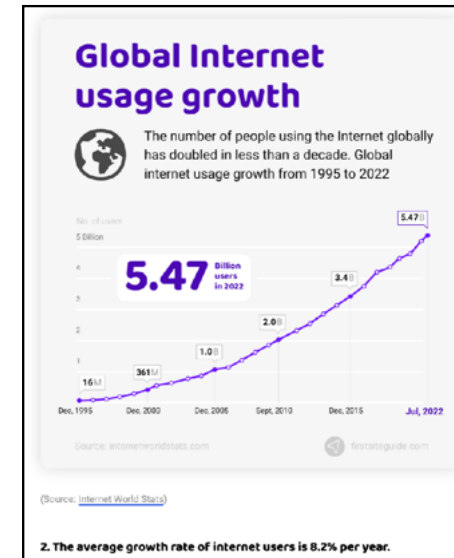 Global Internet
usage growth
The number of people using the Internet globally
has doubled in less than a decade. Global
internet usage growth from 1995 to 2022
No. of users
5 Billion
5.47B
4
5.47 Billion users in 2022
3.4B
3
2.0B
2
1.0B
1
361M
16M
Dec, 1995 Dec, 2000 Dec, 2005 Sept, 2010 Dec, 2015 Jul, 2022
Source: internetworldstats.com firstsiteguide.com
(Source: Internet World Stats)
2. The average growth rate of internet users is 8.2% per year.